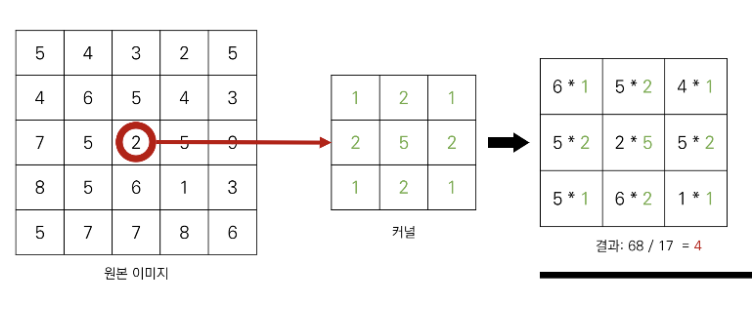 5 4 3 2 5
4 6 5 4 3
7 5 2 5 9
8 5 6 1 3
5 7 7 8 6
원본 이미지
1 2 1
2 5 2
1 2 1
커널
6 * 1 5 * 2 4 * 1
5 * 2 2 * 5 5 * 2
5 * 1 6 * 2 1 * 1
결과: 68 / 17 = 4